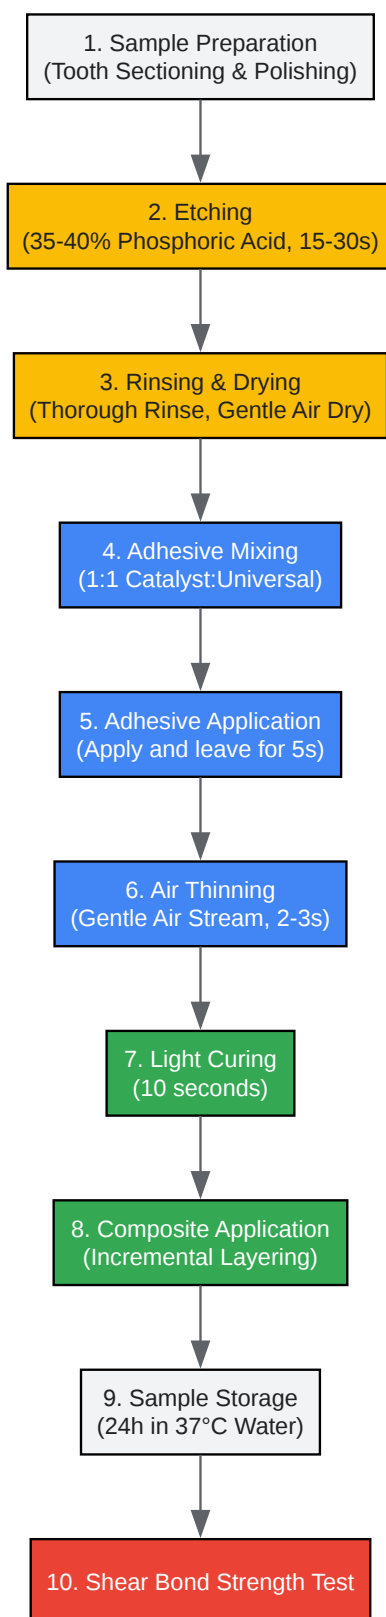 1. Sample Preparation
(Tooth Sectioning & Polishing)
2. Etching
(35-40% Phosphoric Acid, 15-30s)
3. Rinsing & Drying
(Thorough Rinse, Gentle Air Dry)
4. Adhesive Mixing
(1:1 Catalyst:Universal)
5. Adhesive Application
(Apply and leave for 5s)
6. Air Thinning
(Gentle Air Stream, 2-3s)
7. Light Curing
(10 seconds)
8. Composite Application
(Incremental Layering)
9. Sample Storage
(24h in 37°C Water)
10. Shear Bond Strength Test